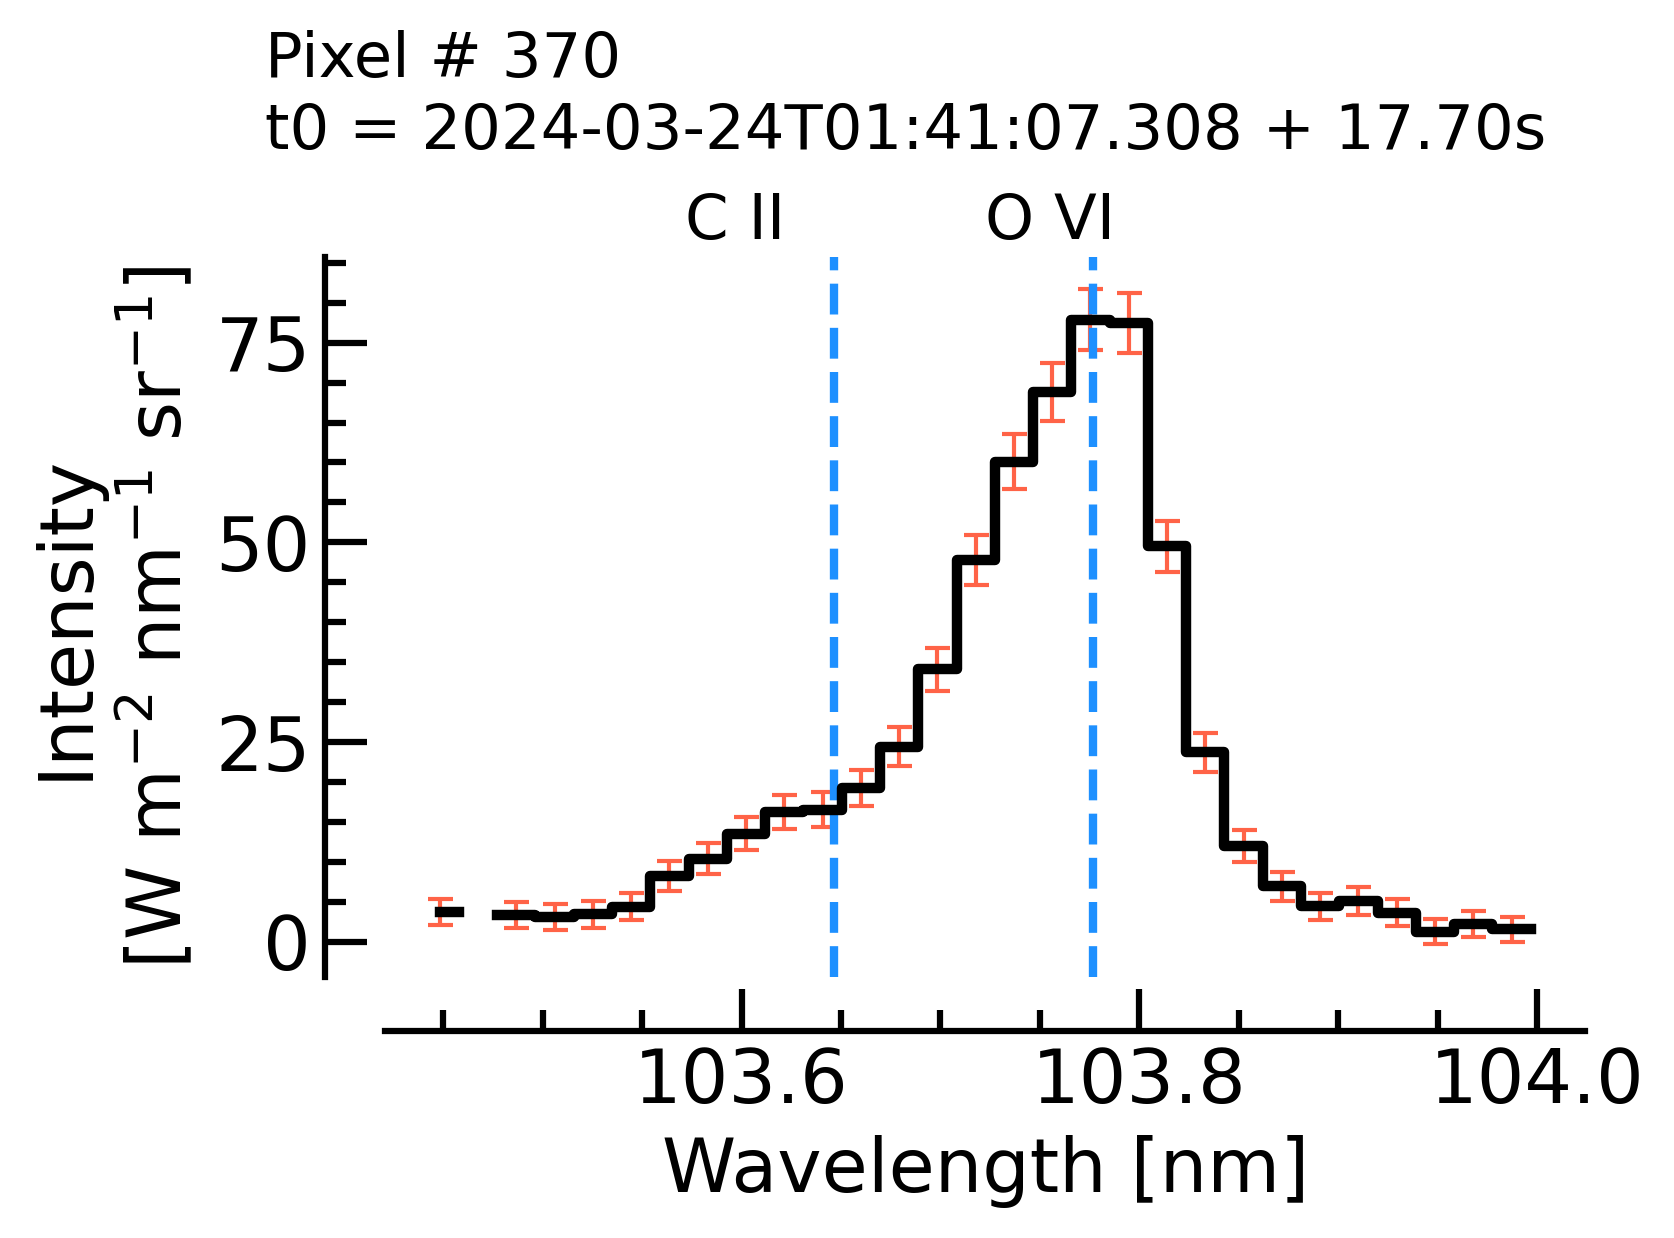 Pixel # 370
t0 = 2024-03-24T01:41:07.308 + 17.70s
C II O VI
Intensity
[W m⁻² nm⁻¹ sr⁻¹]
75
50
25
0
103.6 103.8 104.0
Wavelength [nm]